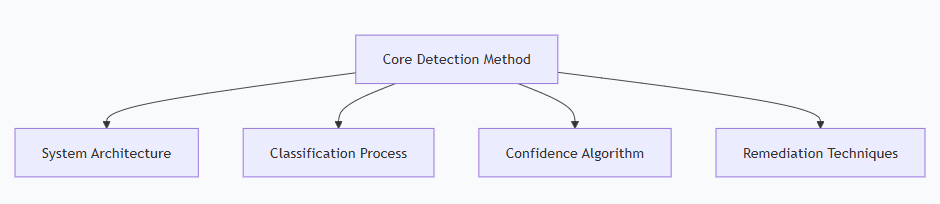 Core Detection Method
System Architecture
Classification Process
Confidence Algorithm
Remediation Techniques